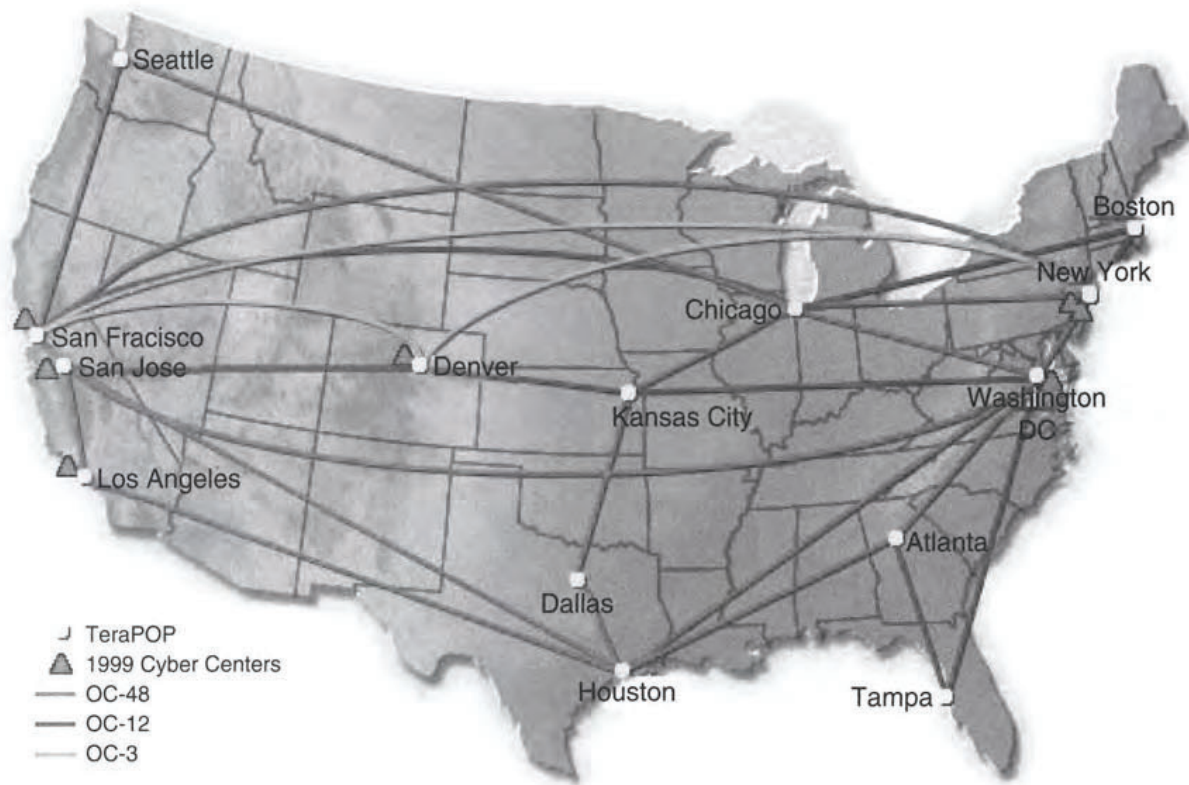 Seattle
Boston
New York
Chicago
San Fracisco
San Jose
Denver
Kansas City
Washington
DC
Los Angeles
Atlanta
Dallas
Houston
Tampa
TeraPOP
1999 Cyber Centers
OC-48
OC-12
OC-3